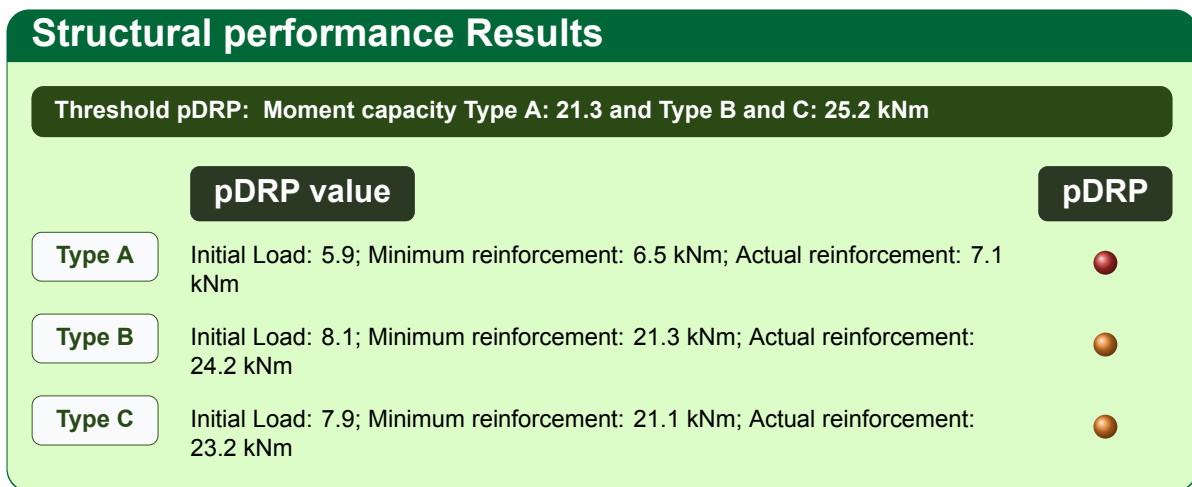 Structural performance Results
Threshold pDRP:  Moment capacity Type A: 21.3 and Type B and C: 25.2 kNm
pDRP value
pDRP
Type A
Initial Load: 5.9; Minimum reinforcement: 6.5 kNm; Actual reinforcement: 7.1
kNm
Type B
Initial Load: 8.1; Minimum reinforcement: 21.3 kNm; Actual reinforcement:
24.2 kNm
Type C
Initial Load: 7.9; Minimum reinforcement: 21.1 kNm; Actual reinforcement:
23.2 kNm